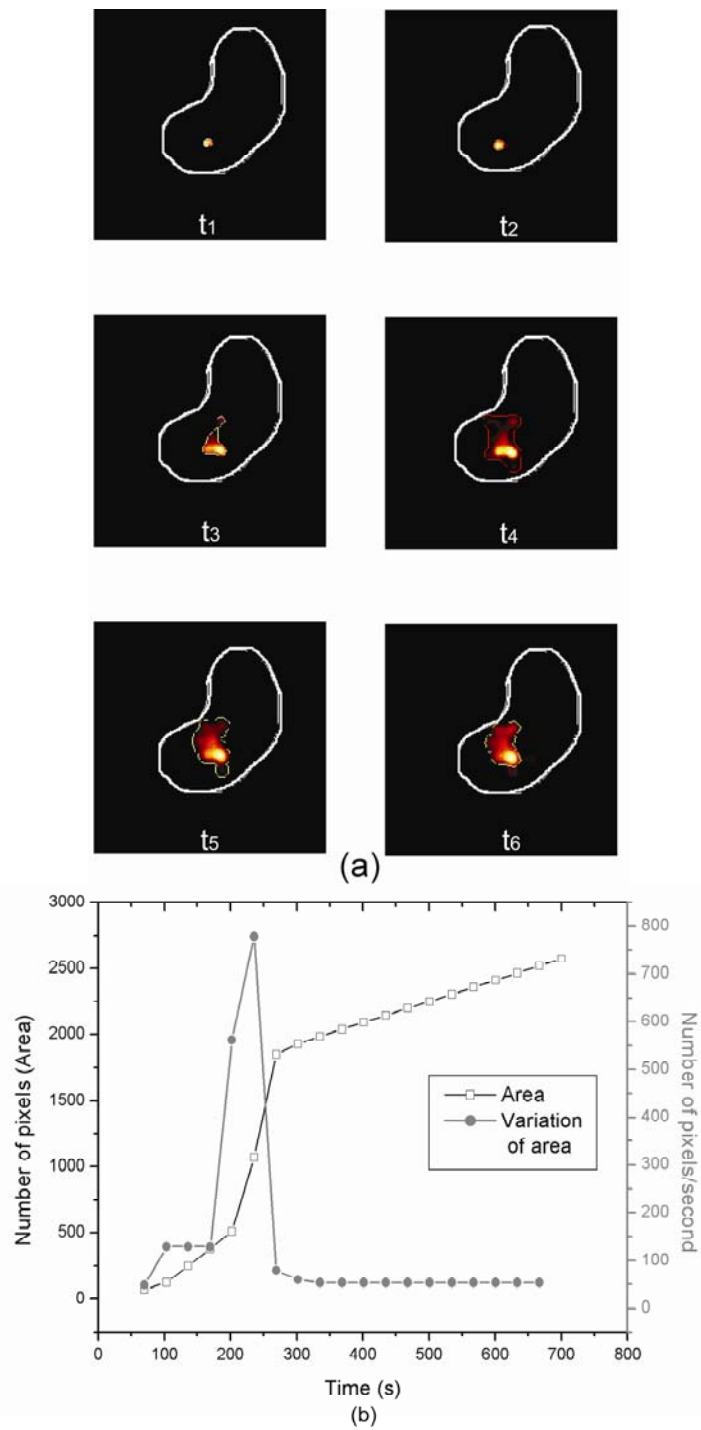 t1
t2
t3
t4
t5
t6
(a)
3000
2500
2000
1500
1000
500
0
Number of pixels (Area)
800
700
600
500
400
300
200
100
0
Number of pixels/second
Area
Variation
of area
0
100
200
300
400
500
600
700
800
Time (s)
(b)